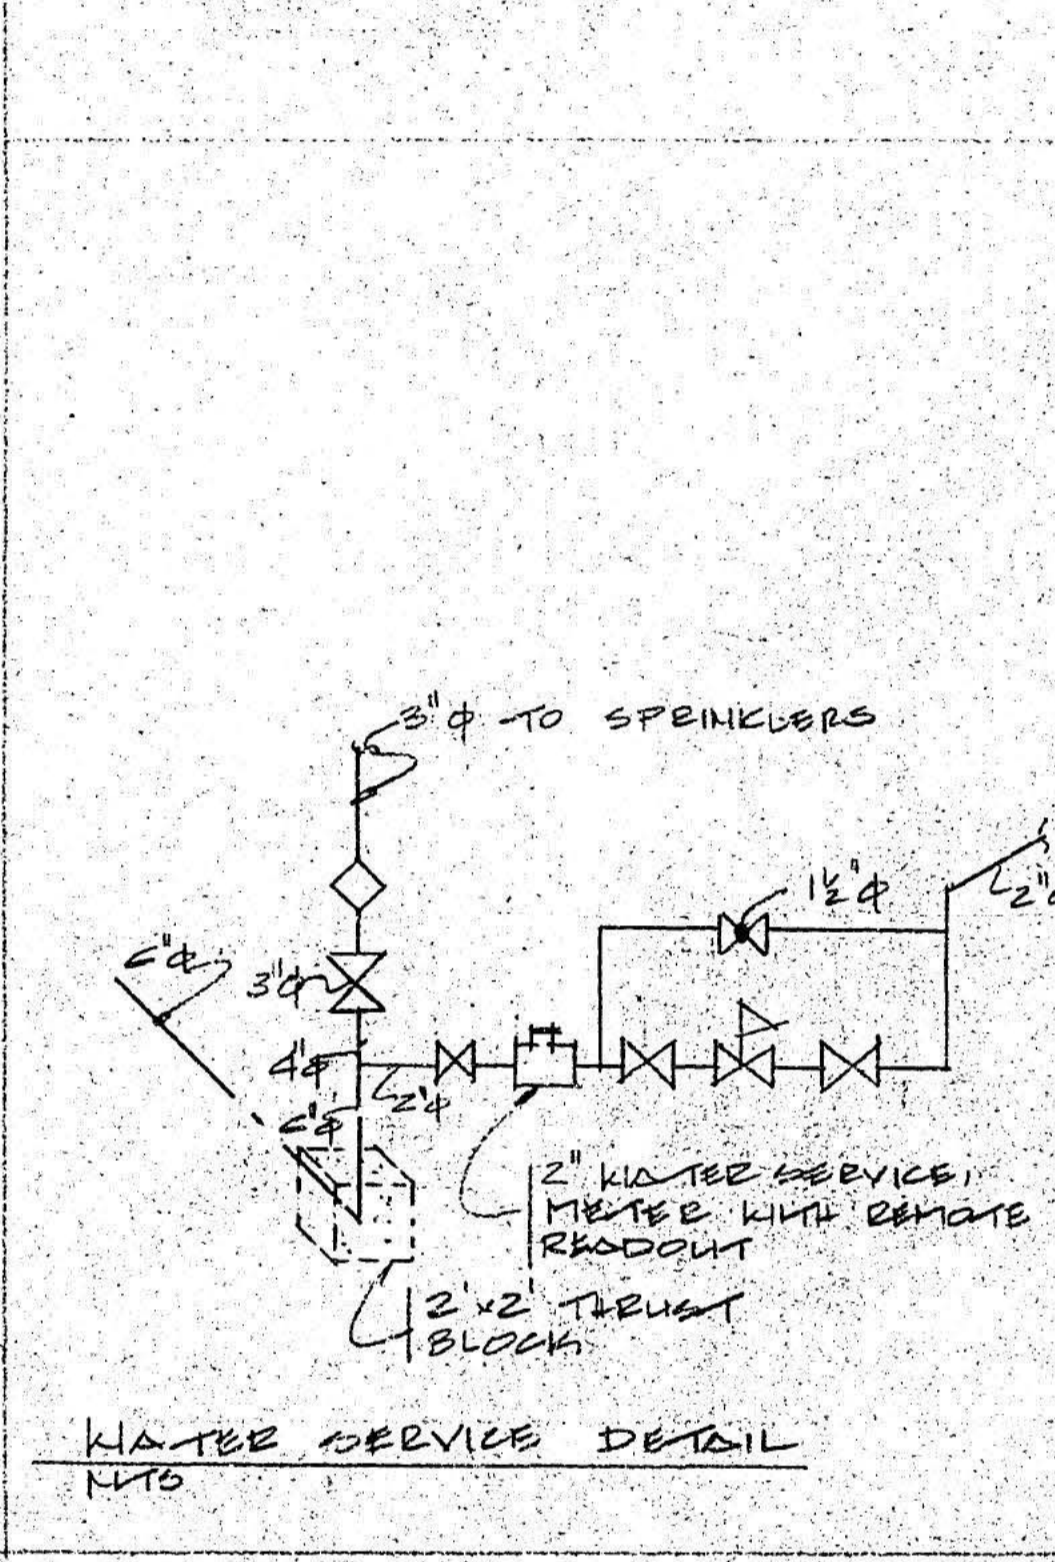 3"ϕ TO SPRINKLERS
1½"ϕ
2"ϕ
6"ϕ
3"ϕ
4"ϕ
2"ϕ
6"ϕ
2" WATER SERVICE,
METER WITH REMOTE
READOUT
2'x2' THRUST
BLOCK
WATER SERVICE DETAIL
NTS